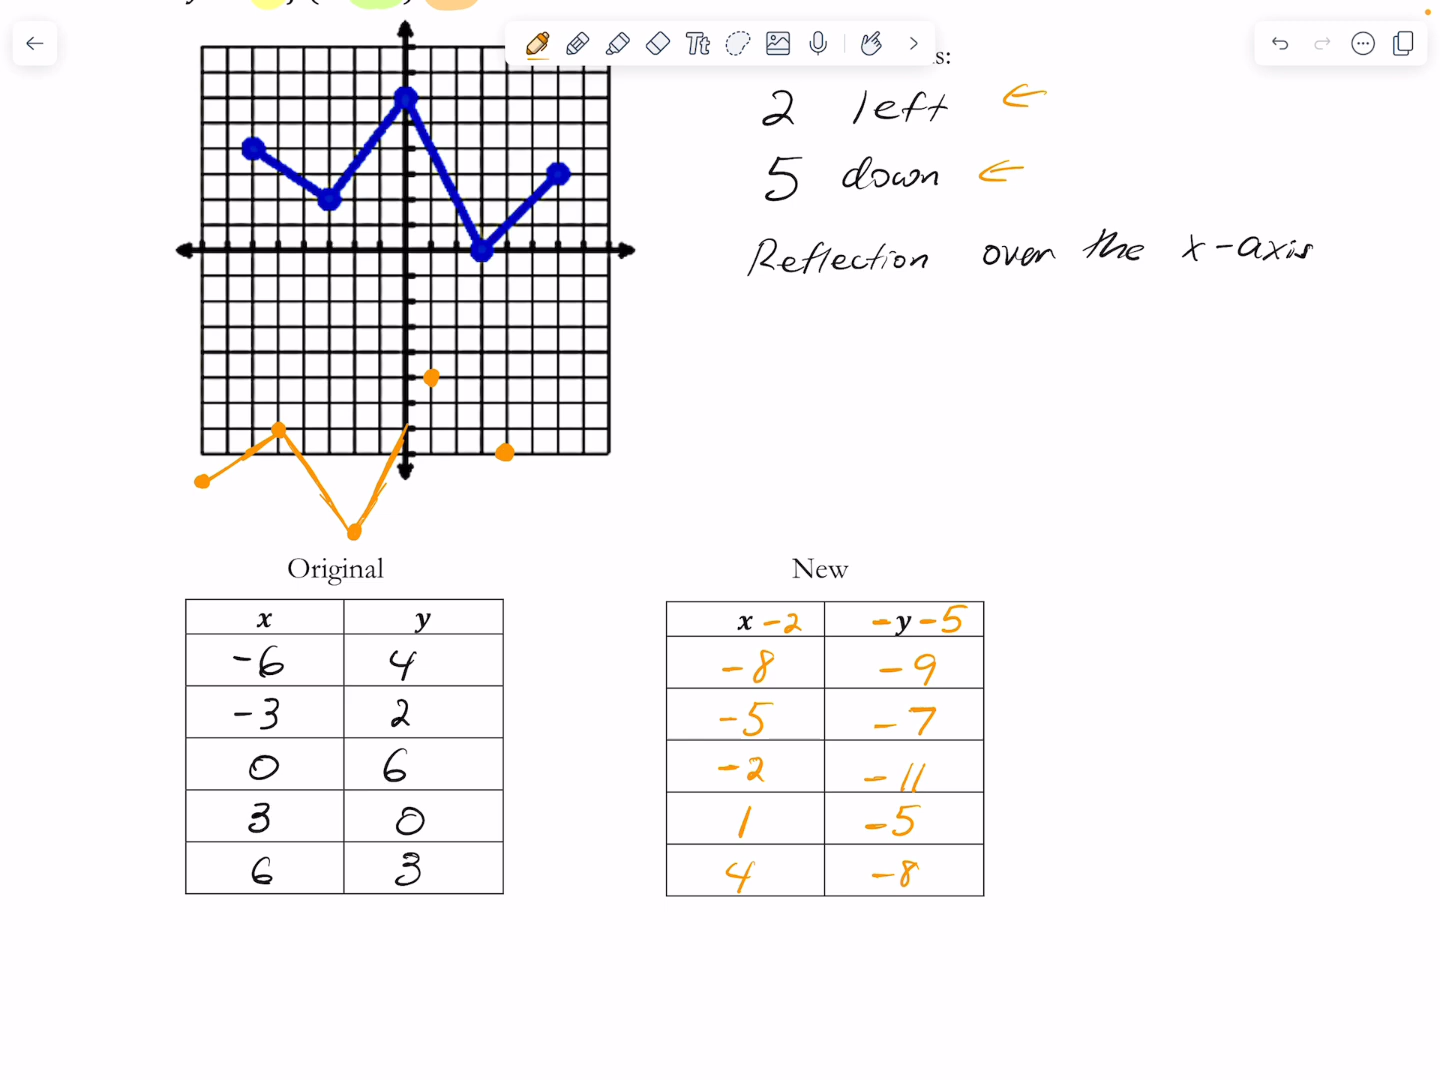 Tt
s:
2 left
5 down
Reflection over the x-axis
Original
x y
-6 4
-3 2
0 6
3 0
6 3
New
x -2 -y -5
-8 -9
-5 -7
-2 -11
1 -5
4 -8